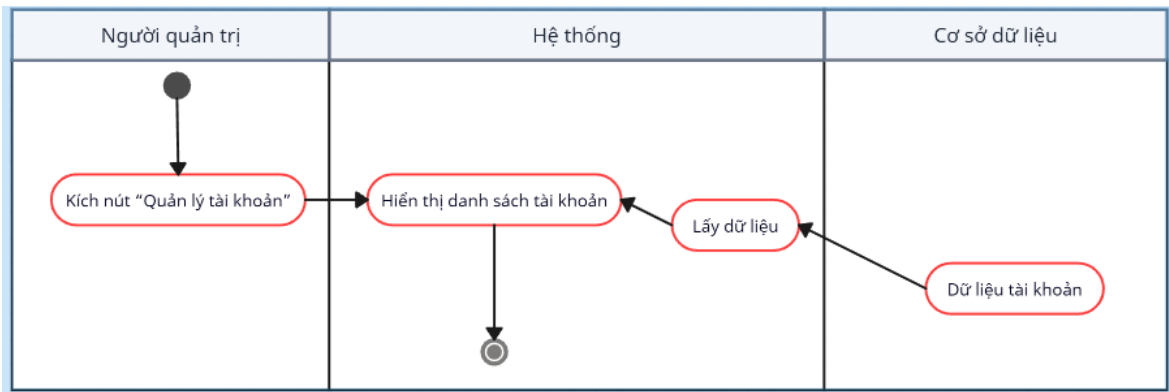 Người quản trị
Hệ thống
Cơ sở dữ liệu
Kích nút “Quản lý tài khoản”
Hiển thị danh sách tài khoản
Lấy dữ liệu
Dữ liệu tài khoản